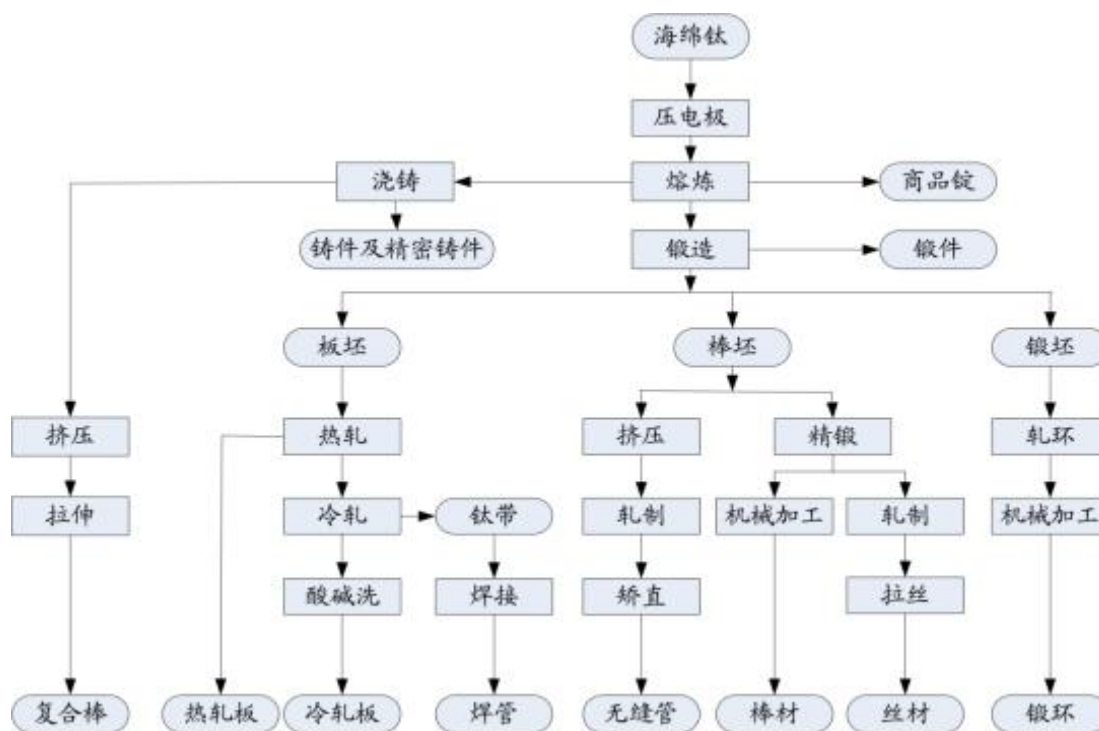 海绵钛
压电极
浇铸
熔炼
商品锭
铸件及精密铸件
锻造
锻件
板坯
棒坯
锻坯
挤压
热轧
挤压
精锻
轧环
拉伸
冷轧
钛带
轧制
机械加工
轧制
机械加工
酸碱洗
焊接
矫直
拉丝
复合棒
热轧板
冷轧板
焊管
无缝管
棒材
丝材
锻环